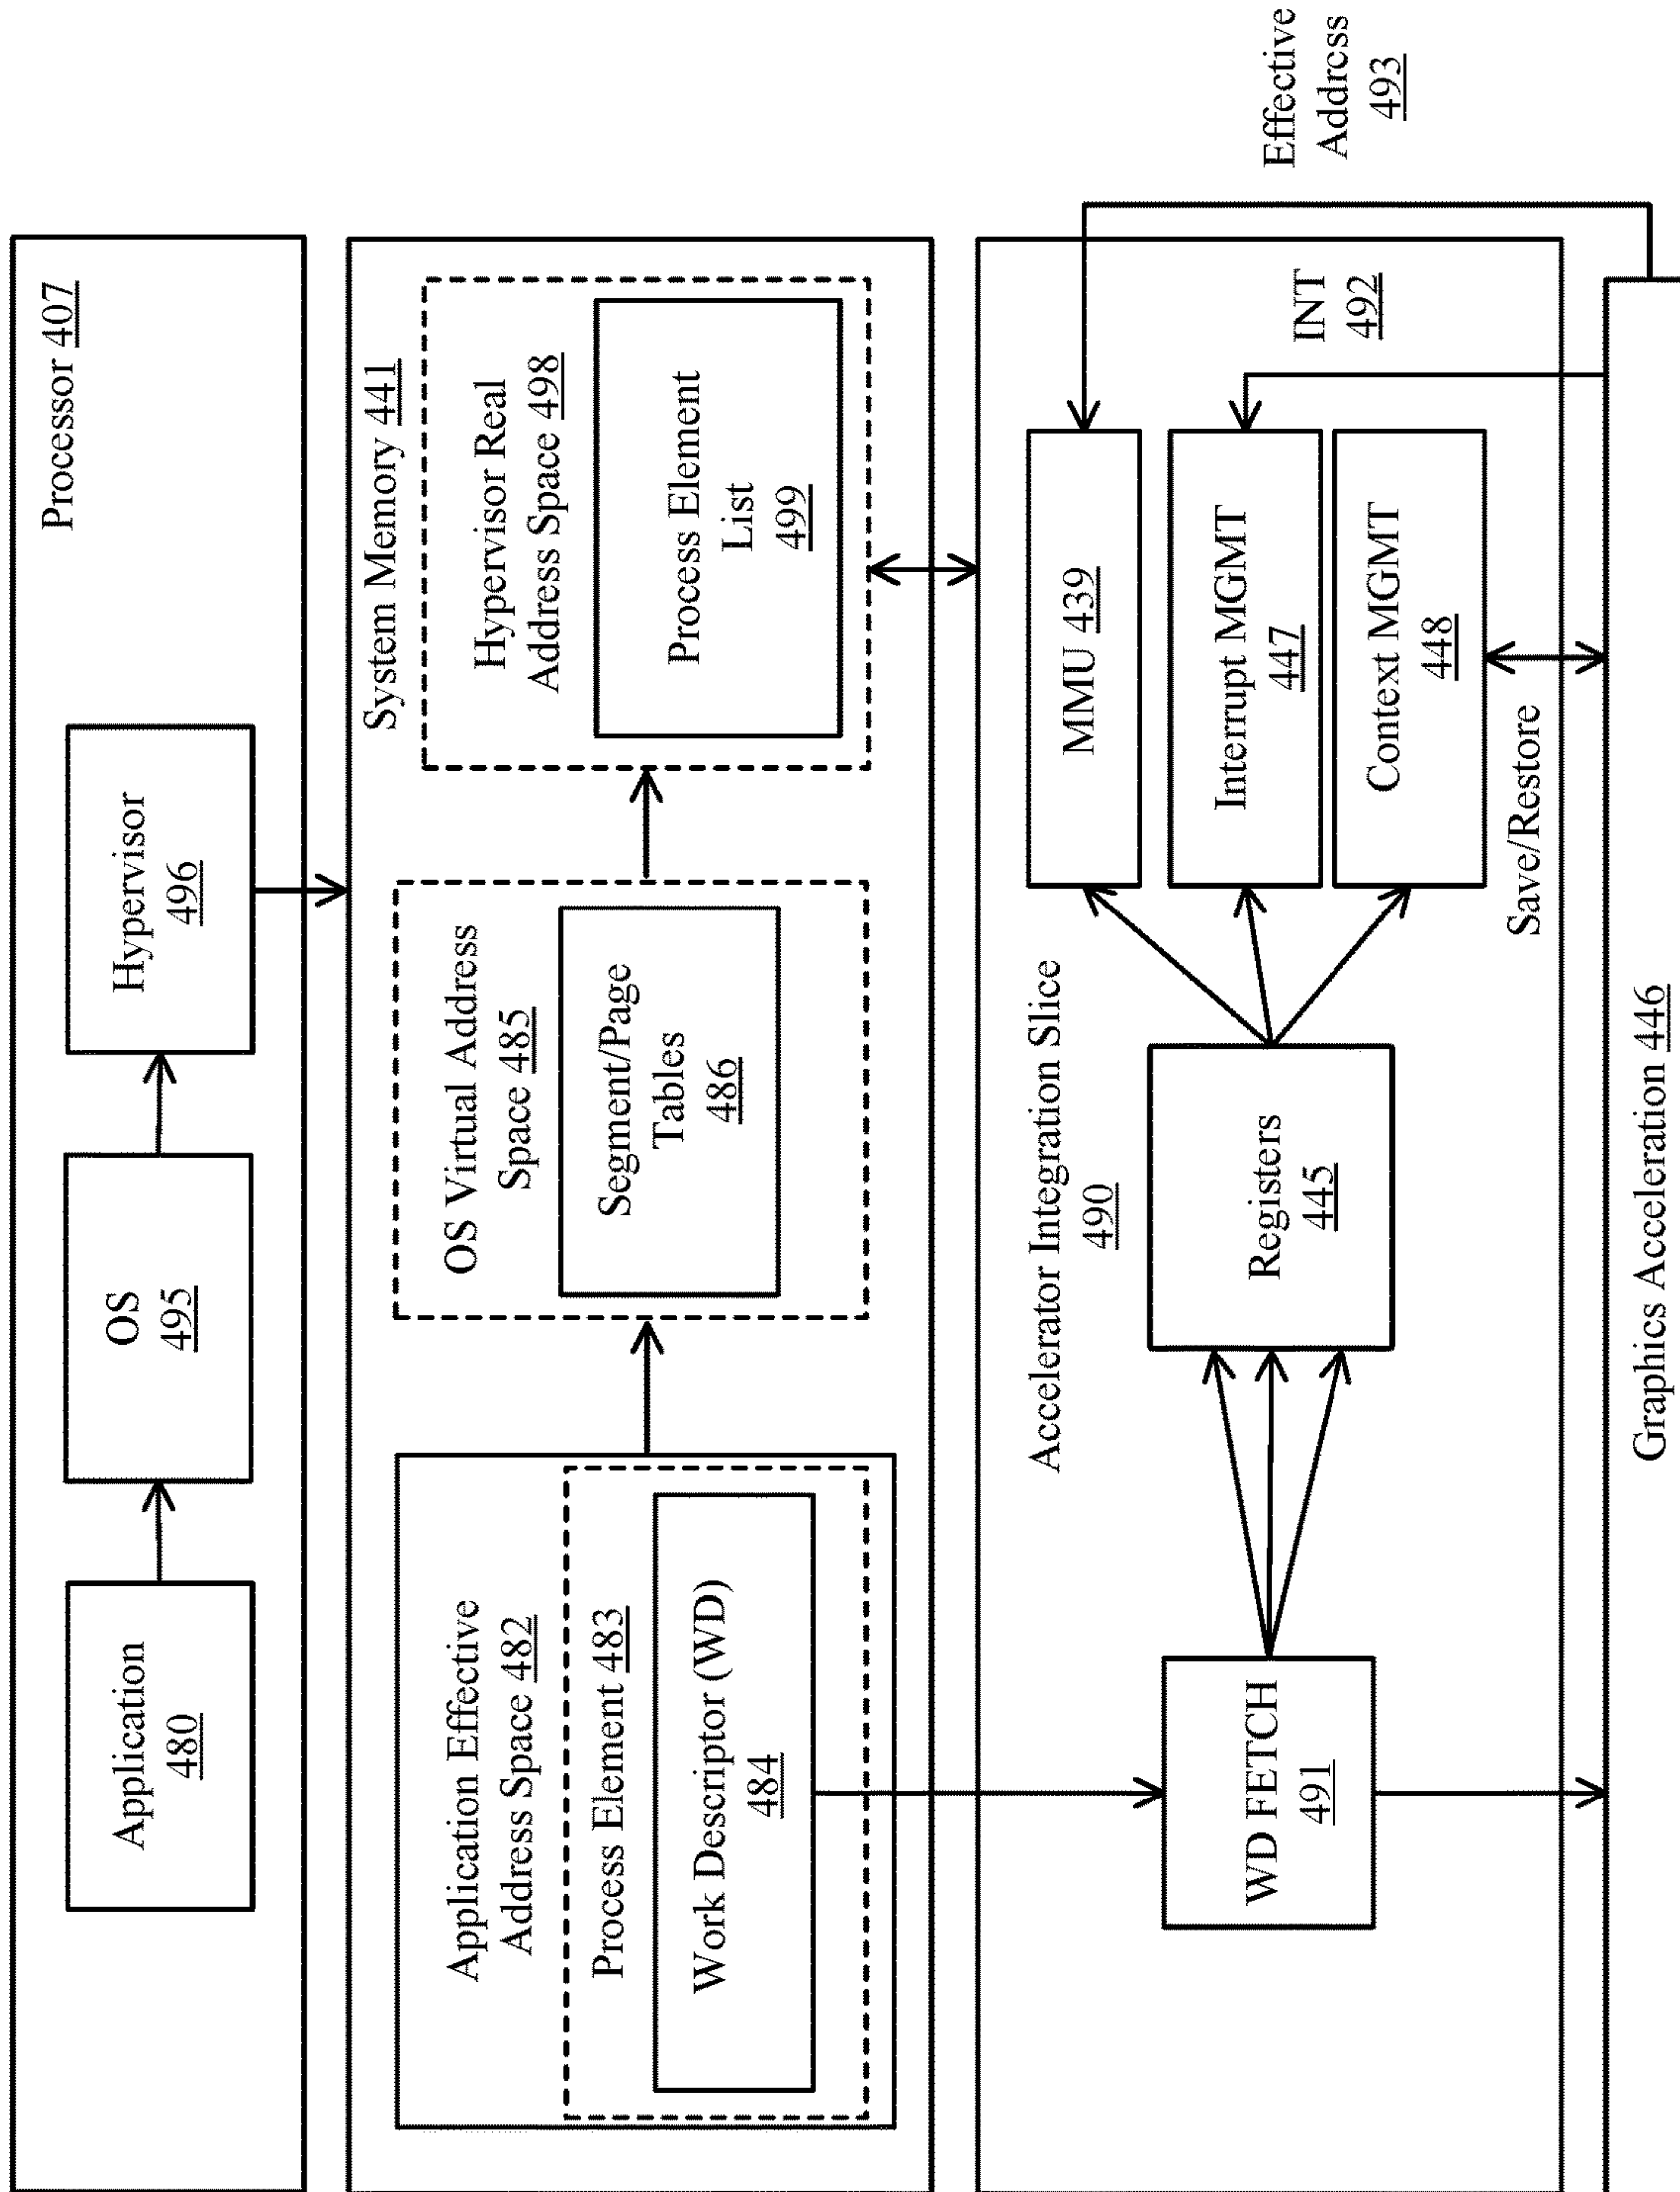 Processor 407
Application
480
OS
495
Hypervisor
496
System Memory 441
Application Effective
Address Space 482
Process Element 483
Work Descriptor (WD)
484
OS Virtual Address
Space 485
Segment/Page
Tables
486
Hypervisor Real
Address Space 498
Process Element
List
499
Accelerator Integration Slice
490
WD FETCH
491
Registers
445
MMU 439
Interrupt MGMT
447
Context MGMT
448
INT
492
Save/Restore
Effective
Address
493
Graphics Acceleration 446